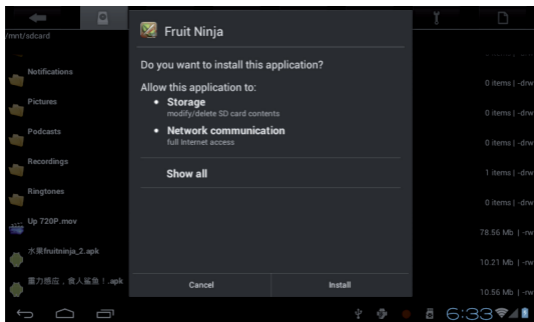 /mnt/sdcard
Fruit Ninja
Do you want to install this application?
Allow this application to:
Storage
modify/delete SD card contents
Network communication
full Internet access
Show all
Cancel
Install
Notifications
0 items | -drw
Pictures
0 items | -drw
Podcasts
0 items | -drw
Recordings
1 items | -drw
Ringtones
0 items | -drw
Up 720P.mov
78.56 Mb | -rw
水果fruitninja_2.apk
10.21 Mb | -rw
重力感应，食人鲨鱼！.apk
10.56 Mb | -rw
6:33